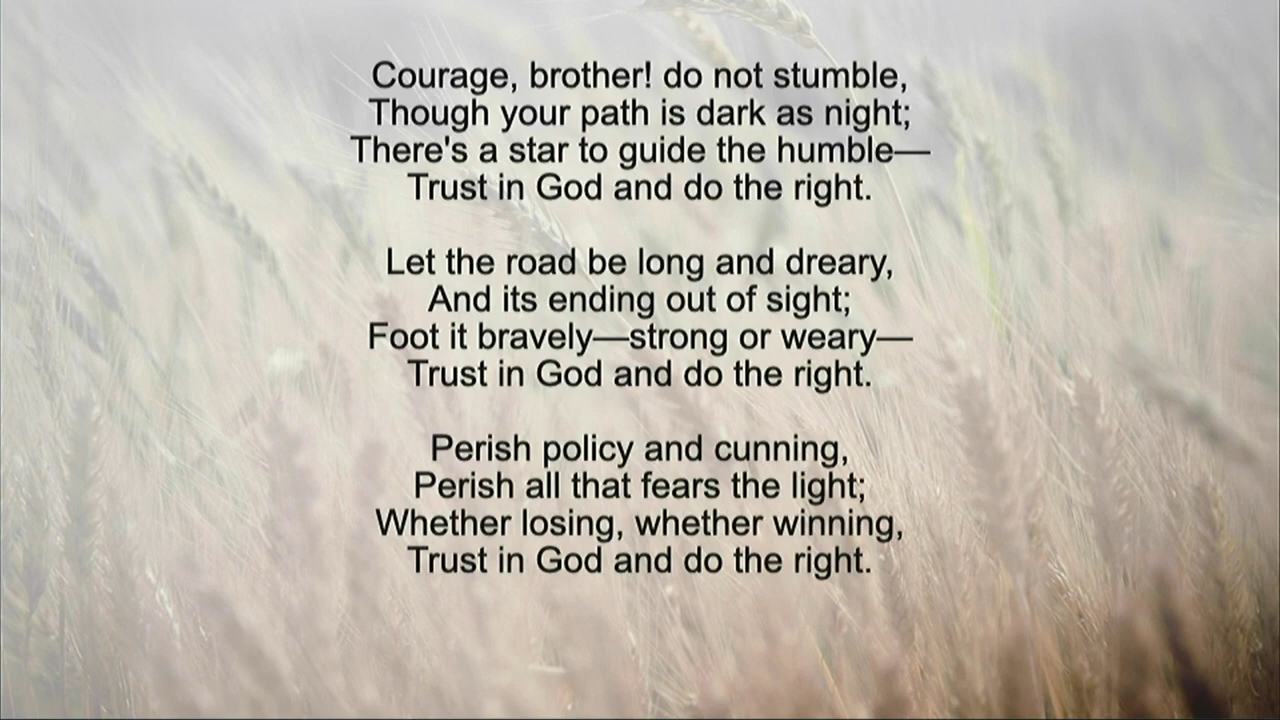 Courage, brother! do not stumble,
Though your path is dark as night;
There's a star to guide the humble—
Trust in God and do the right.
Let the road be long and dreary,
And its ending out of sight;
Foot it bravely—strong or weary—
Trust in God and do the right.
Perish policy and cunning,
Perish all that fears the light;
Whether losing, whether winning,
Trust in God and do the right.